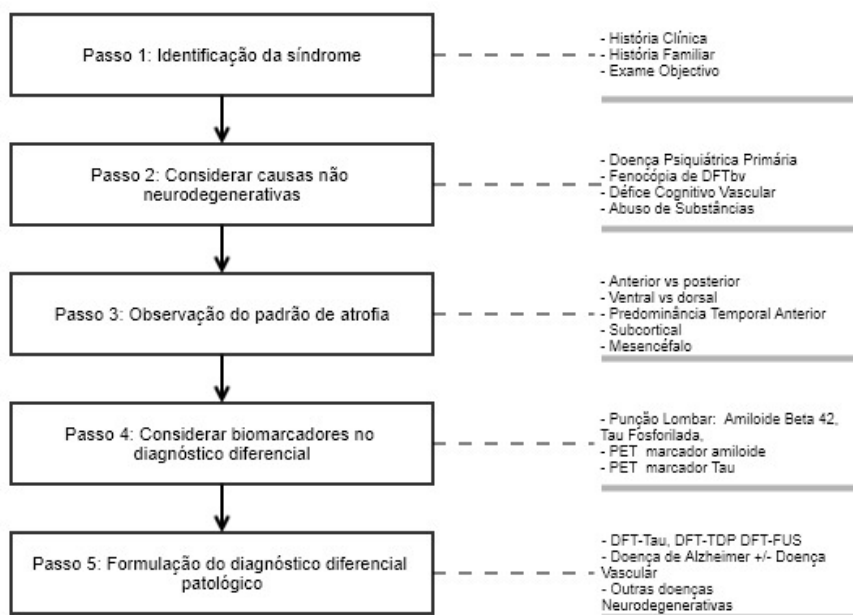 Passo 1: Identificação da síndrome
- História Clínica
- História Familiar
- Exame Objectivo
Passo 2: Considerar causas não
neurodegenerativas
- Doença Psiquiátrica Primária
- Fenocópia de DFTbv
- Défice Cognitivo Vascular
- Abuso de Substâncias
Passo 3: Observação do padrão de atrofia
- Anterior vs posterior
- Ventral vs dorsal
- Predominância Temporal Anterior
- Subcortical
- Mesencéfalo
Passo 4: Considerar biomarcadores no
diagnóstico diferencial
- Punção Lombar: Amiloide Beta 42,
Tau Fosforilada,
- PET marcador amiloide
- PET marcador Tau
Passo 5: Formulação do diagnóstico diferencial
patológico
- DFT-Tau, DFT-TDP DFT-FUS
- Doença de Alzheimer +/- Doença
Vascular
- Outras doenças
Neurodegenerativas